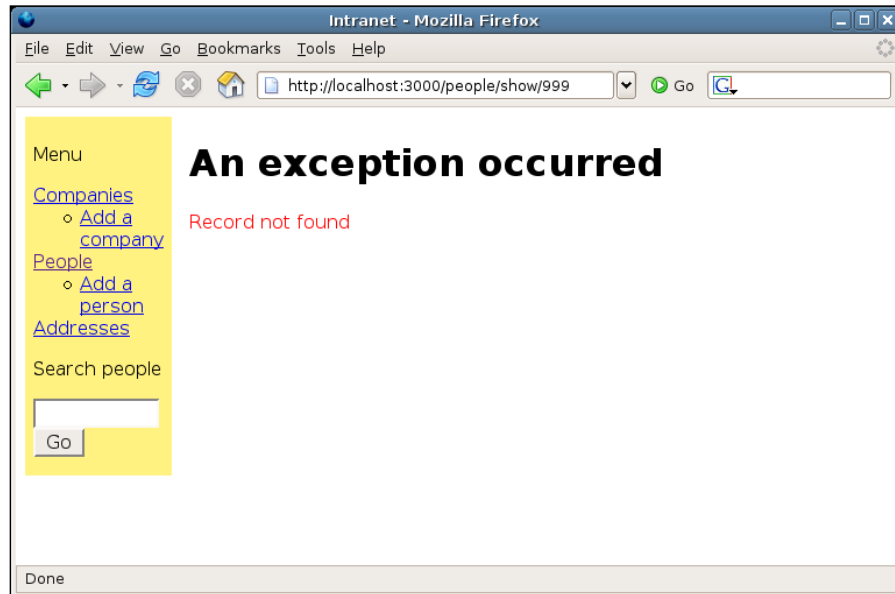 Intranet - Mozilla Firefox
File Edit View Go Bookmarks Tools Help
http://localhost:3000/people/show/999 Go G
Menu
Companies
Add a
company
People
Add a
person
Addresses
Search people
Go
An exception occurred
Record not found
Done